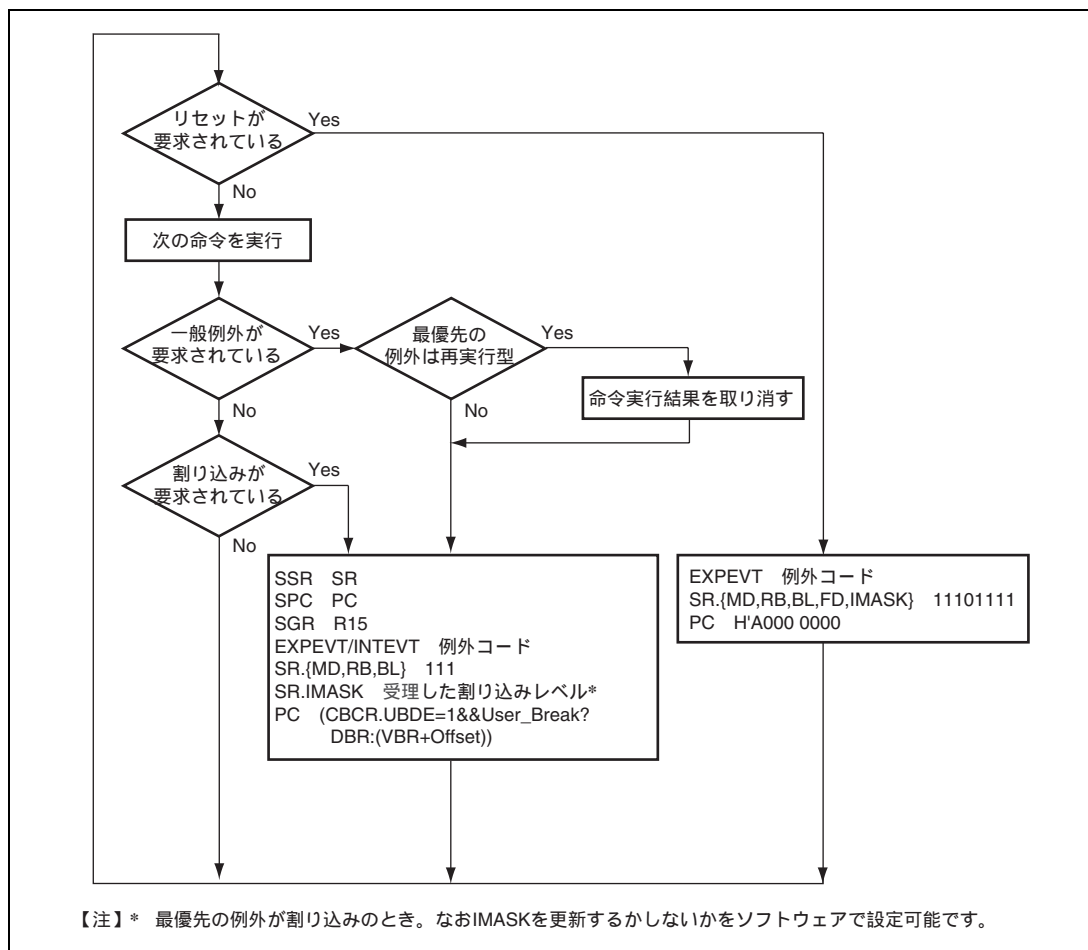 リセットが
要求されている
Yes
No
次の命令を実行
一般例外が
要求されている
Yes
最優先の
例外は再実行型
Yes
命令実行結果を取り消す
No
No
割り込みが
要求されている
Yes
No
SSR SR
SPC PC
SGR R15
EXPEVT/INTEVT 例外コード
SR.{MD,RB,BL} 111
SR.IMASK 受理した割り込みレベル*
PC (CBCR.UBDE=1&&User_Break?
DBR:(VBR+Offset))
EXPEVT 例外コード
SR.{MD,RB,BL,FD,IMASK} 11101111
PC H'A000 0000
【注】* 最優先の例外が割り込みのとき。なおIMASKを更新するかしないかをソフトウェアで設定可能です。